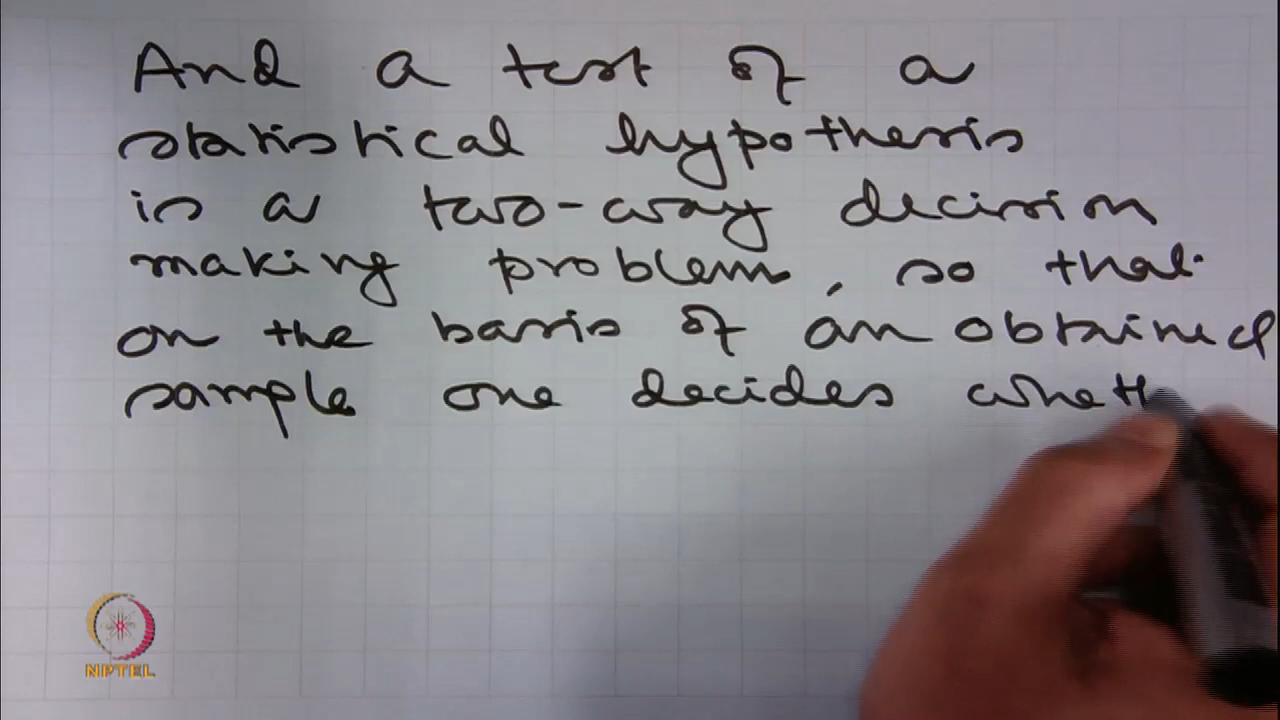 And a test of a
statistical hypothesis
is a two-way decision
making problem, so that
on the basis of an obtained
sample one decides wheth
NPTEL